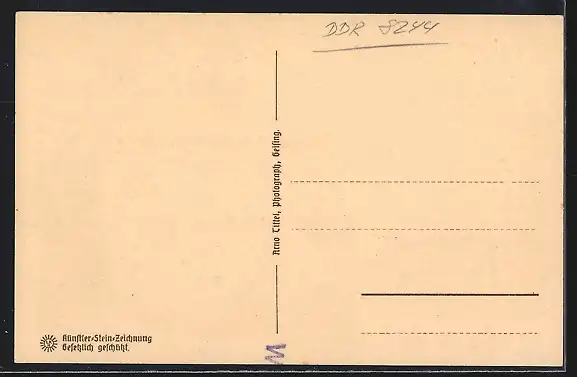 DDR 8244
Arno Tittel, Photograph, Geising.
Künstler-Stein-Zeichnung
Gesetzlich geschützt.
M